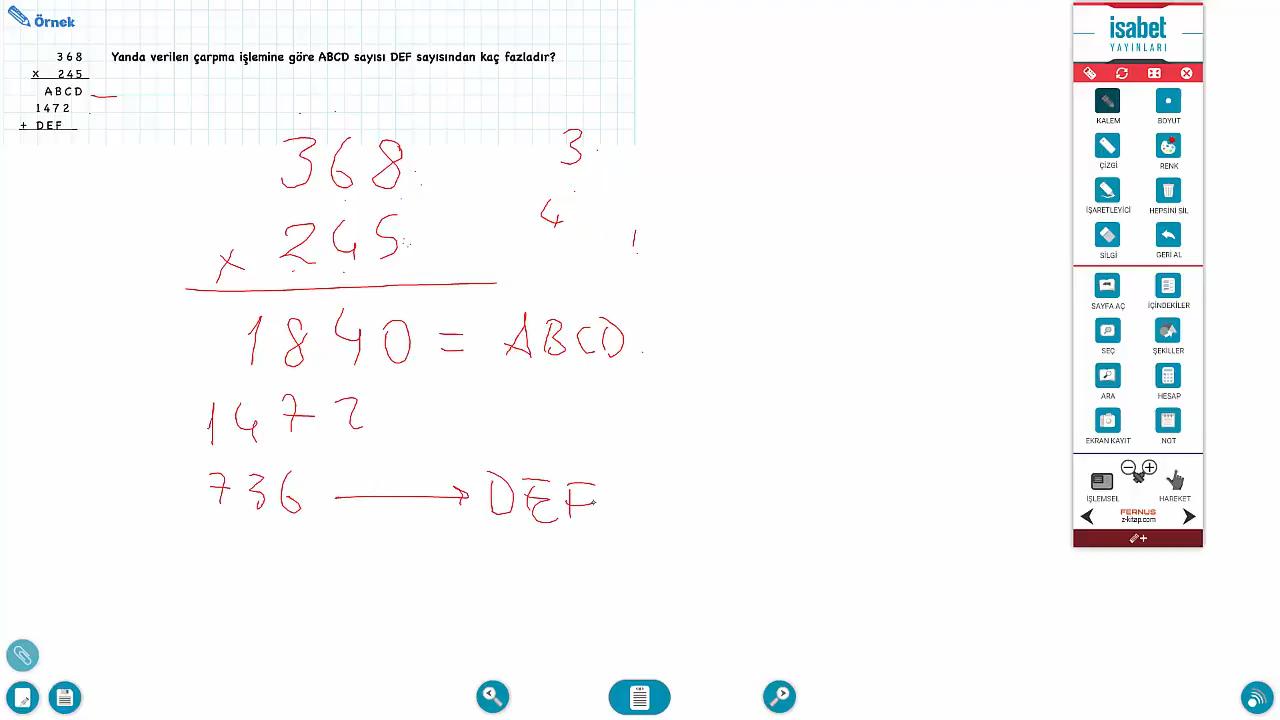 Örnek
368
x 245
ABCD
1472
+ DEF
Yanda verilen çarpma işlemine göre ABCD sayısı DEF sayısından kaç fazladır?
368
x 245
1840 = ABCD
1472
736 → DEF
3
4
isabet
YAYINLARI
KALEM
BOYUT
ÇİZGİ
RENK
İŞARETLEYİCİ
HEPSİNİ SİL
SİLGİ
GERİ AL
SAYFA AÇ
İÇİNDEKİLER
SEÇ
ŞEKİLLER
ARA
HESAP
EKRAN KAYIT
NOT
İŞLEMSEL
HAREKET
FERNUS
z-kitap.com